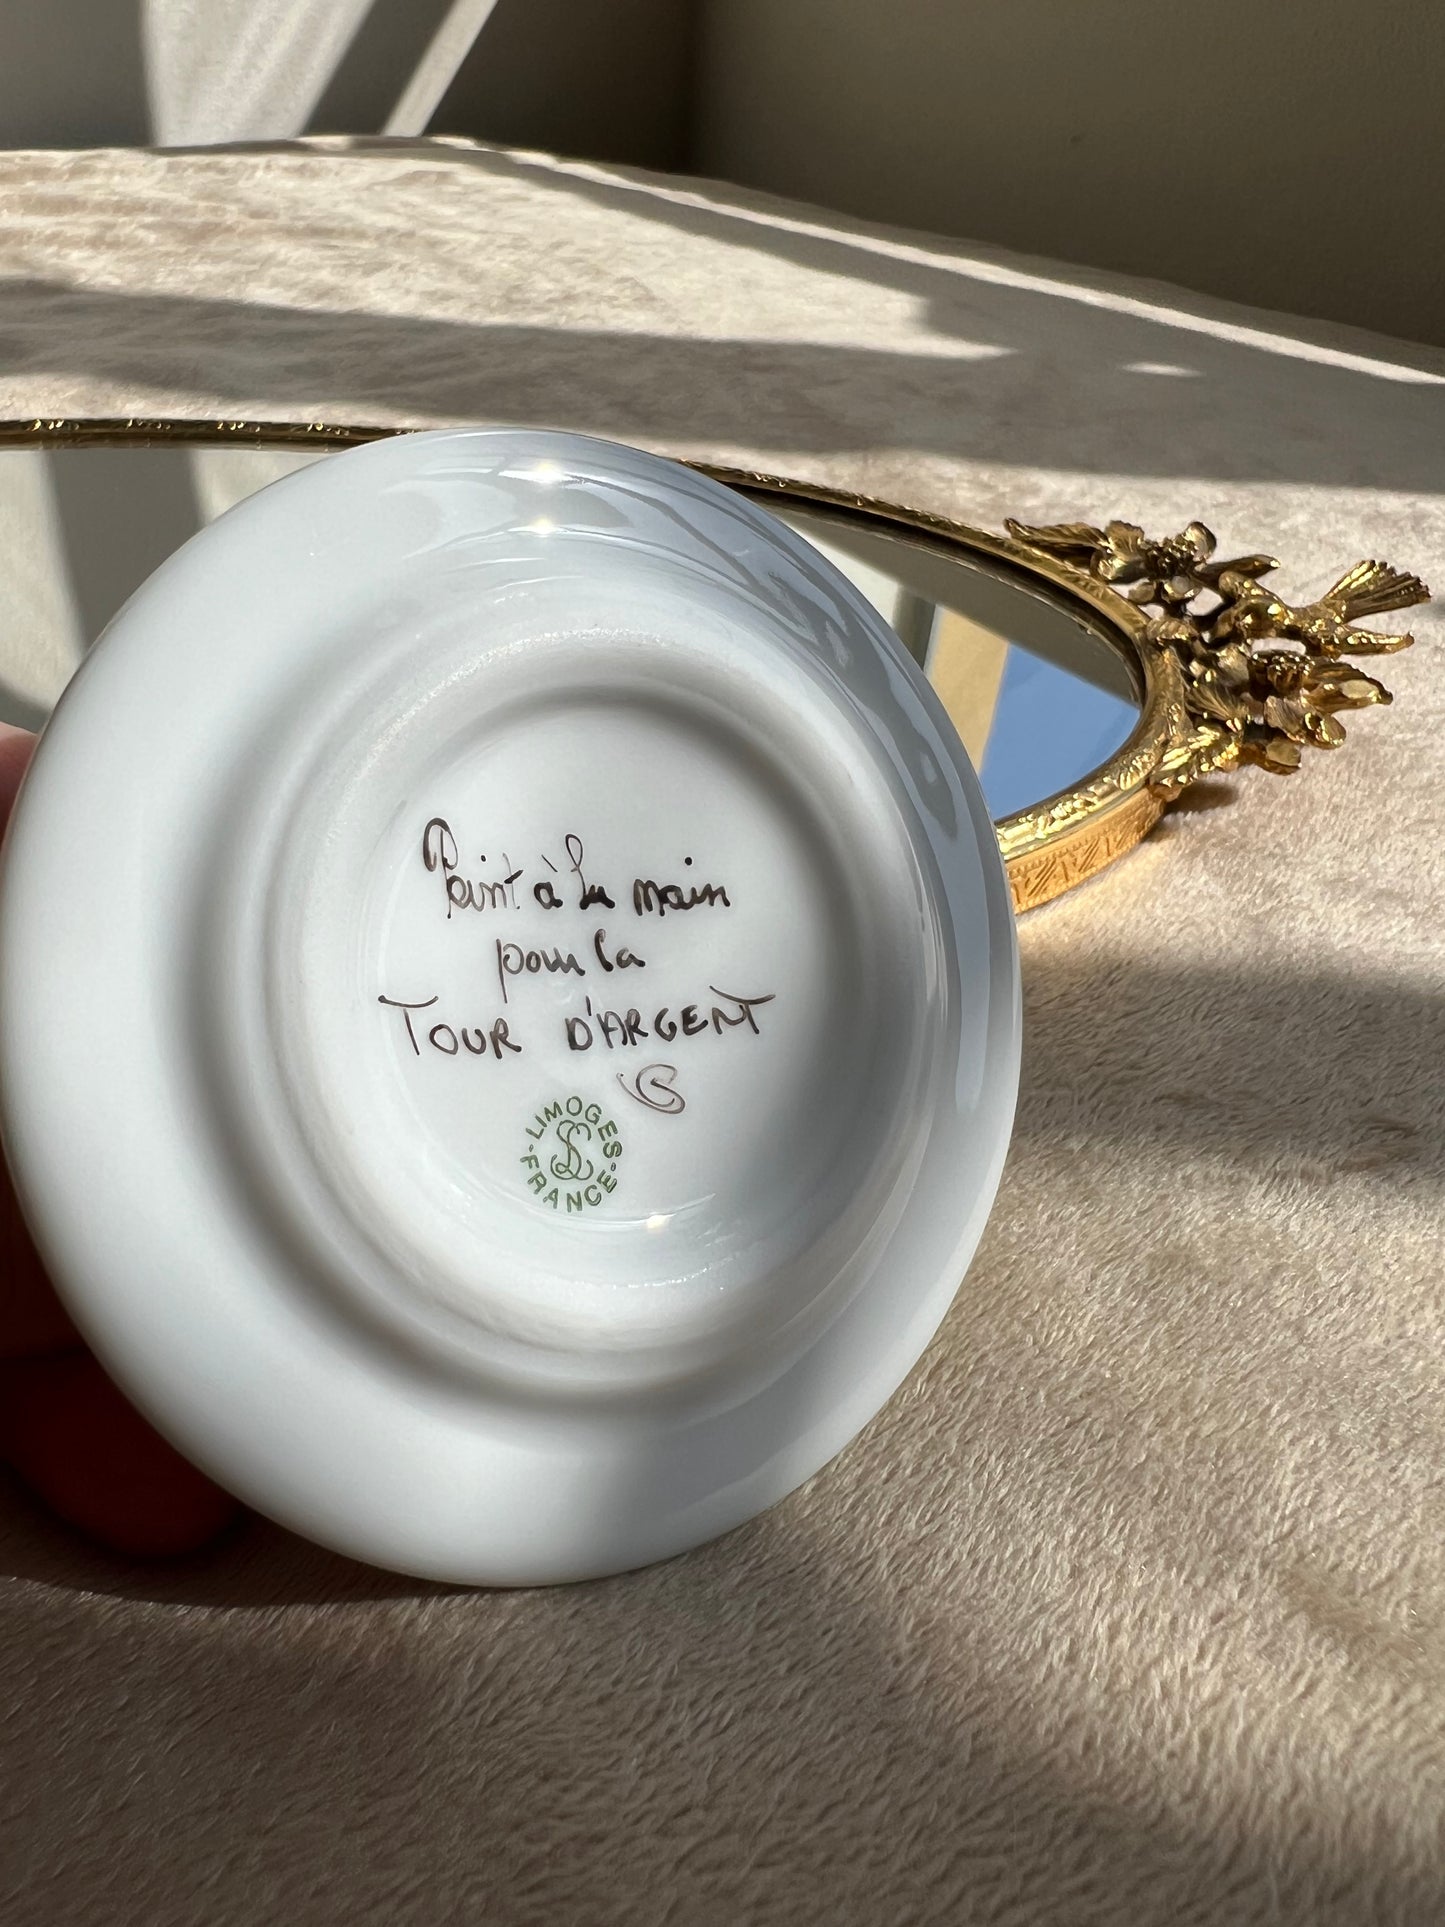 Peint à la main
pour la
TOUR D'ARGENT
LIMOGES
FRANCE